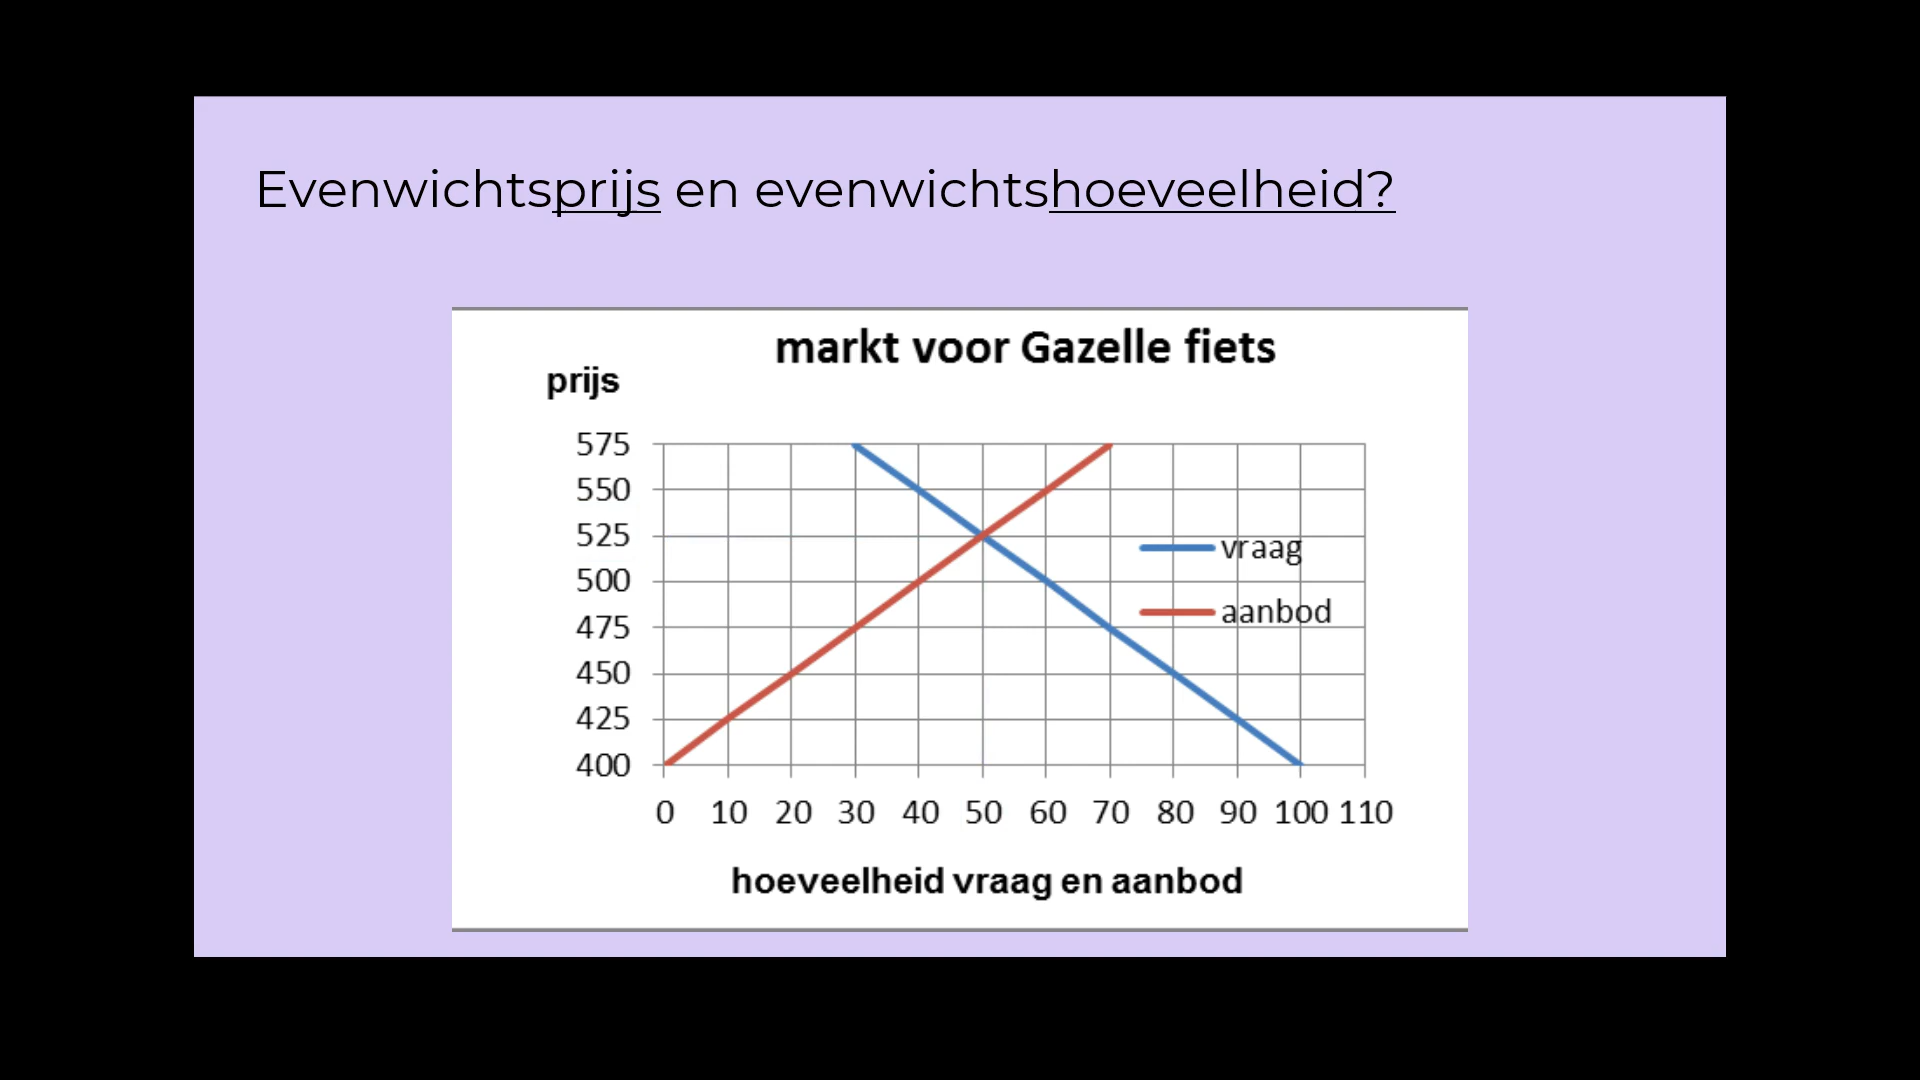 Evenwichtsprijs en evenwichtshoeveelheid?
markt voor Gazelle fiets
prijs
575
550
525
500
475
450
425
400
vraag
aanbod
0 10 20 30 40 50 60 70 80 90 100 110
hoeveelheid vraag en aanbod